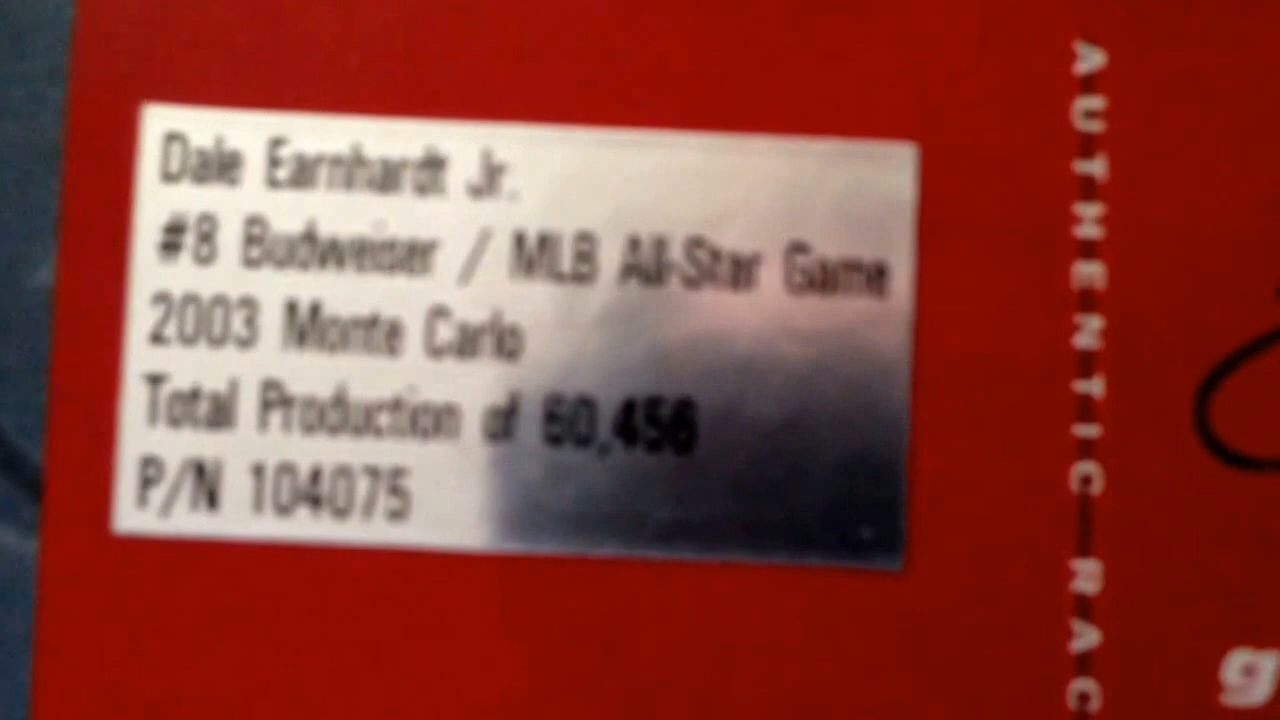 Dale Earnhardt Jr.
#8 Budweiser / MLB All-Star Game
2003 Monte Carlo
Total Production of 60,456
P/N 104075
AUTHENTIC RAC
g